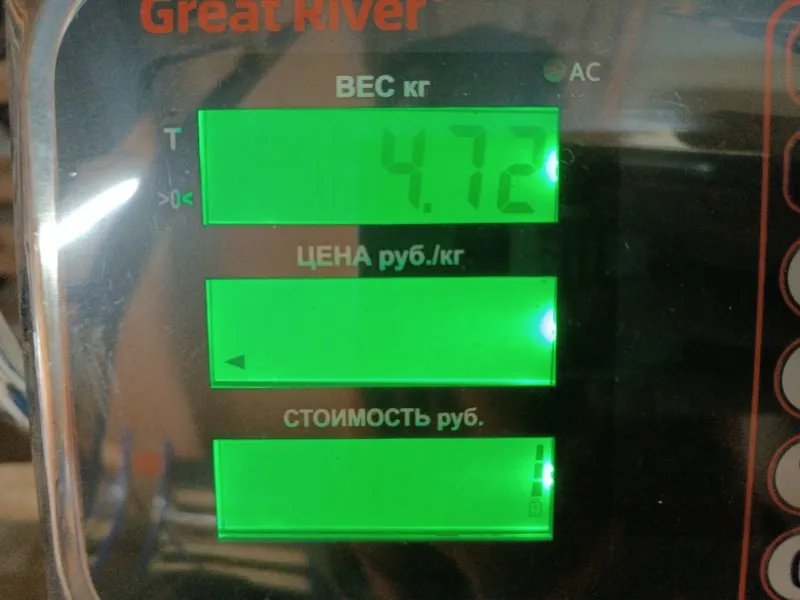 Great River
AC
ВЕС кг
T
4.72
>0<
ЦЕНА руб./кг
СТОИМОСТЬ руб.